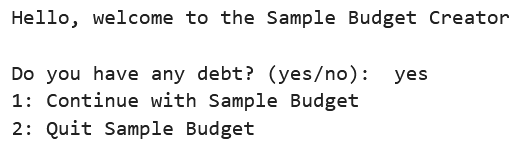 Hello, welcome to the Sample Budget Creator
Do you have any debt? (yes/no):  yes
1: Continue with Sample Budget
2: Quit Sample Budget